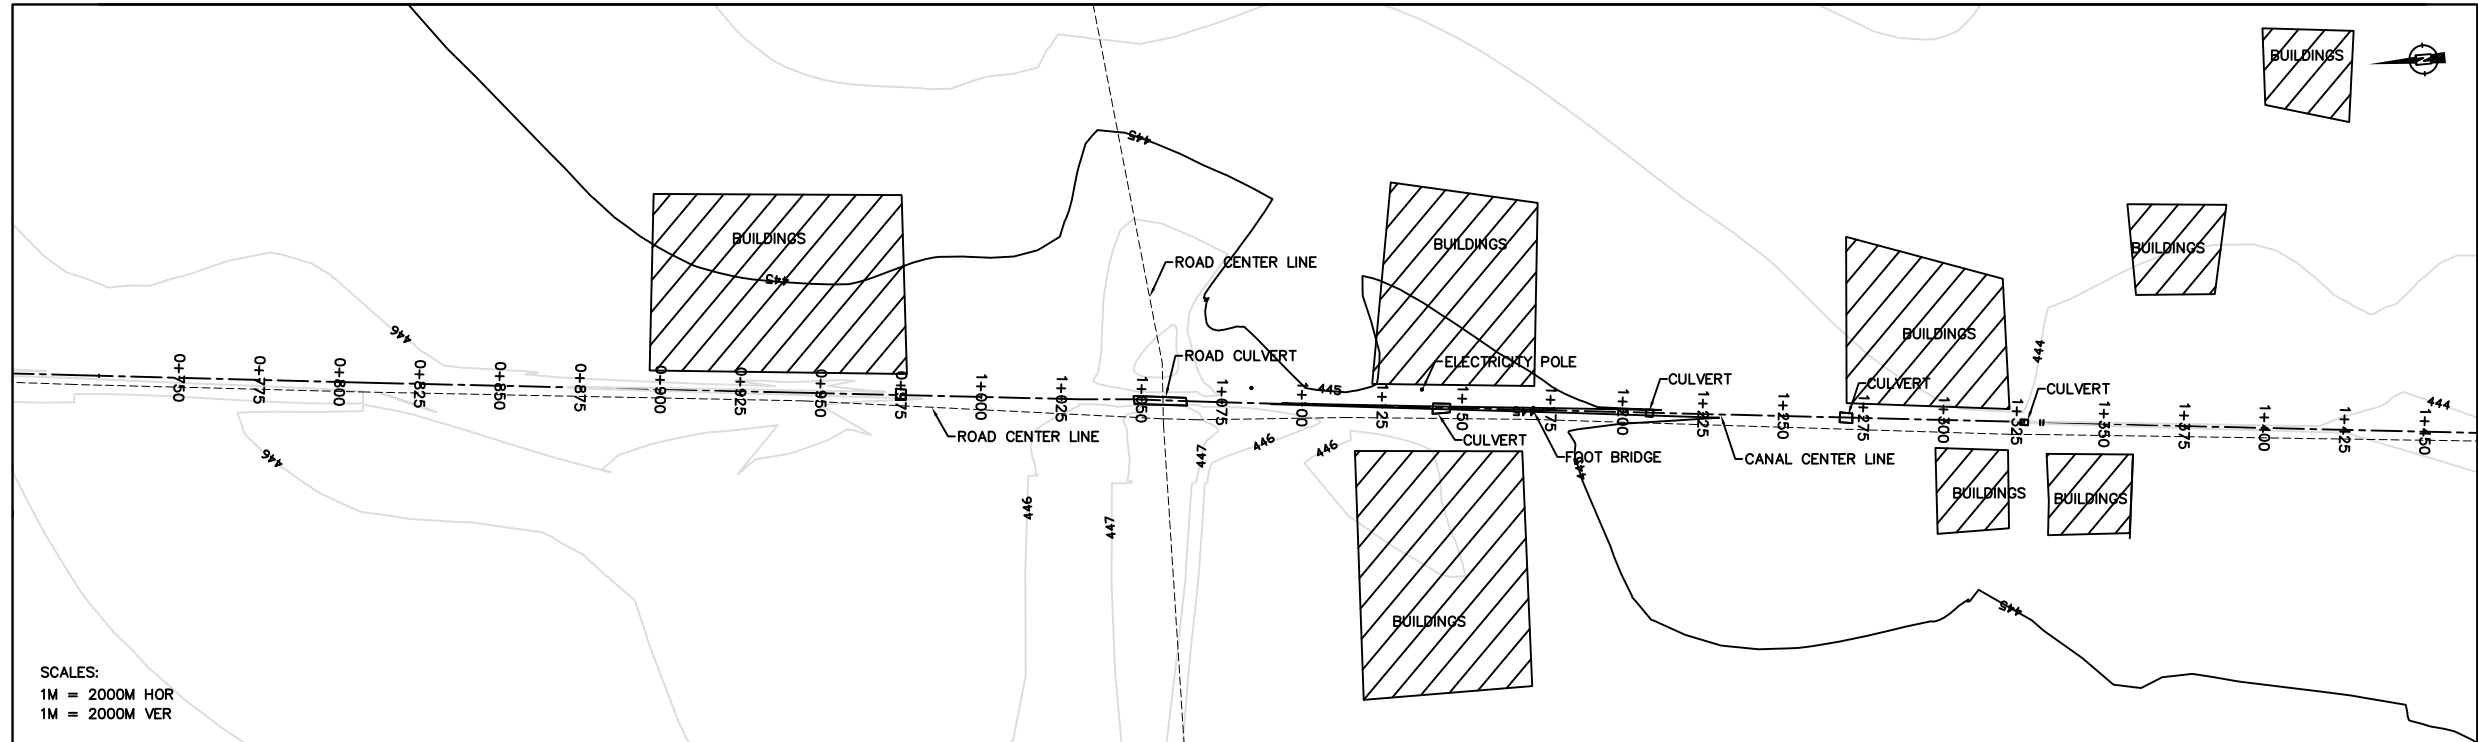 BUILDINGS
445
BUILDINGS
ROAD CENTER LINE
BUILDINGS
BUILDINGS
445
446
BUILDINGS
444
ROAD CULVERT
ELECTRICITY POLE
CULVERT
CULVERT
CULVERT
445
444
0+750
0+775
0+800
0+825
0+850
0+875
0+900
0+925
0+950
0+975
1+000
1+025
1+050
1+075
1+100
1+125
1+150
1+175
1+200
1+225
1+250
1+275
1+300
1+325
1+350
1+375
1+400
1+425
1+450
ROAD CENTER LINE
446
446
CULVERT
FOOT BRIDGE
CANAL CENTER LINE
446
447
BUILDINGS
BUILDINGS
446
447
BUILDINGS
445
SCALES:
1M = 2000M HOR
1M = 2000M VER